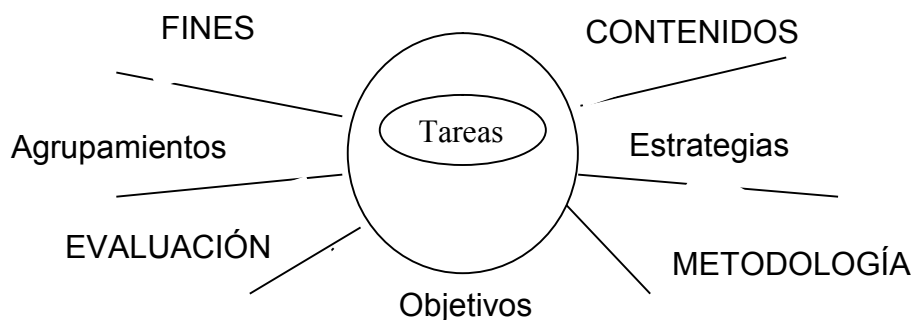 FINES
CONTENIDOS
Tareas
Agrupamientos
Estrategias
EVALUACIÓN
METODOLOGÍA
Objetivos